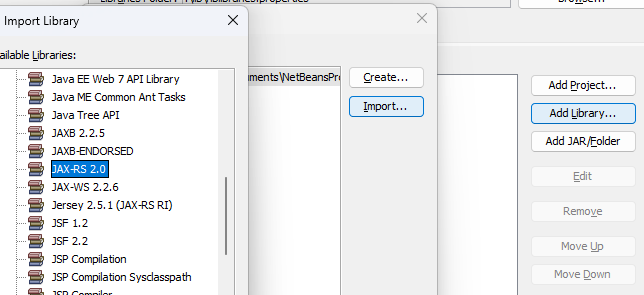 Import Library
ailable Libraries:
Java EE Web 7 API Library
Java ME Common Ant Tasks
Java Tree API
JAXB 2.2.5
JAXB-ENDORSED
JAX-RS 2.0
JAX-WS 2.2.6
Jersey 2.5.1 (JAX-RS RI)
JSF 1.2
JSF 2.2
JSP Compilation
JSP Compilation Sysclasspath
JSP Compiler
uments\NetBeansPro
Create...
Import...
Add Project...
Add Library...
Add JAR/Folder
Edit
Remove
Move Up
Move Down